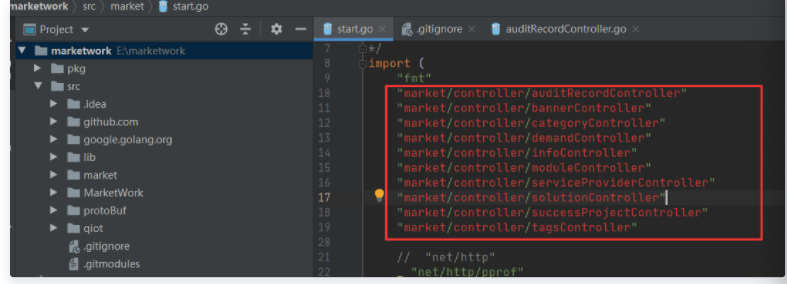 marketwork > src > market > start.go
Project
start.go
.gitignore
auditRecordController.go
marketwork E:\marketwork
pkg
src
.idea
github.com
google.golang.org
lib
market
MarketWork
protoBuf
qiot
.gitignore
.gitmodules
7 */
8 import (
9 "fmt"
10 "market/controller/auditRecordController"
11 "market/controller/bannerController"
12 "market/controller/categoryController"
13 "market/controller/demandController"
14 "market/controller/infoController"
15 "market/controller/moduleController"
16 "market/controller/serviceProviderController"
17 "market/controller/solutionController"
18 "market/controller/successProjectController"
19 "market/controller/tagsController"
20
21 // "net/http"
22 _ "net/http/pprof"